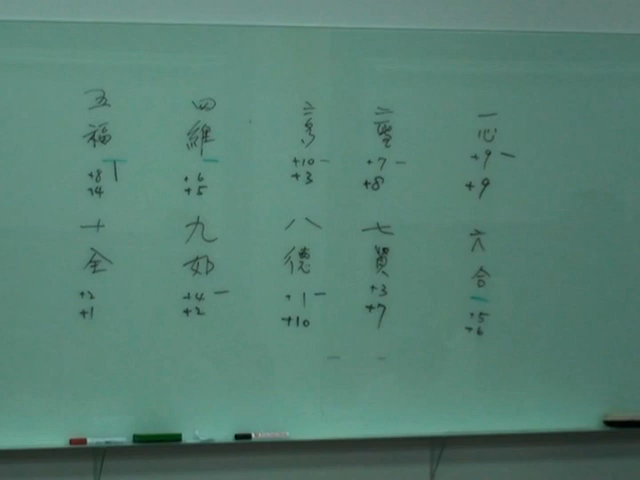 一心
+9 —
+9
二聖
+7 —
+8
三多
+10 —
+3
四維
+6
+5
五福
+8
+4
六合
+5
+6
七賢
+3
+7
八德
+1 —
+10
九如
+4 —
+2
十全
+2
+1